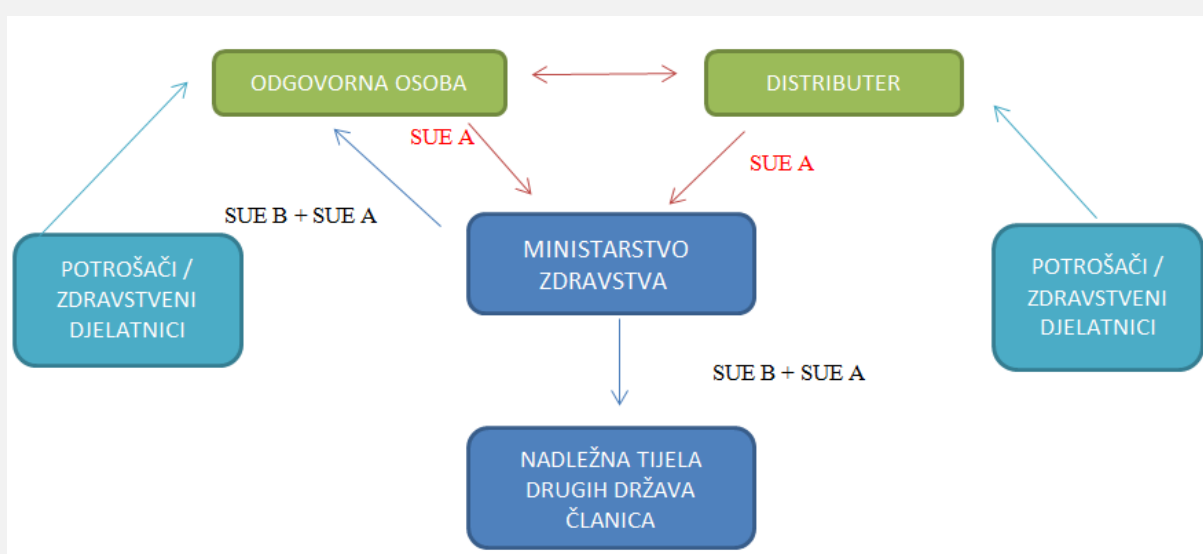 ODGOVORNA OSOBA
DISTRIBUTER
SUE A
SUE A
SUE B + SUE A
POTROŠAČI /
ZDRAVSTVENI
DJELATNICI
MINISTARSTVO
ZDRAVSTVA
POTROŠAČI /
ZDRAVSTVENI
DJELATNICI
SUE B + SUE A
NADLEŽNA TIJELA
DRUGIH DRŽAVA
ČLANICA